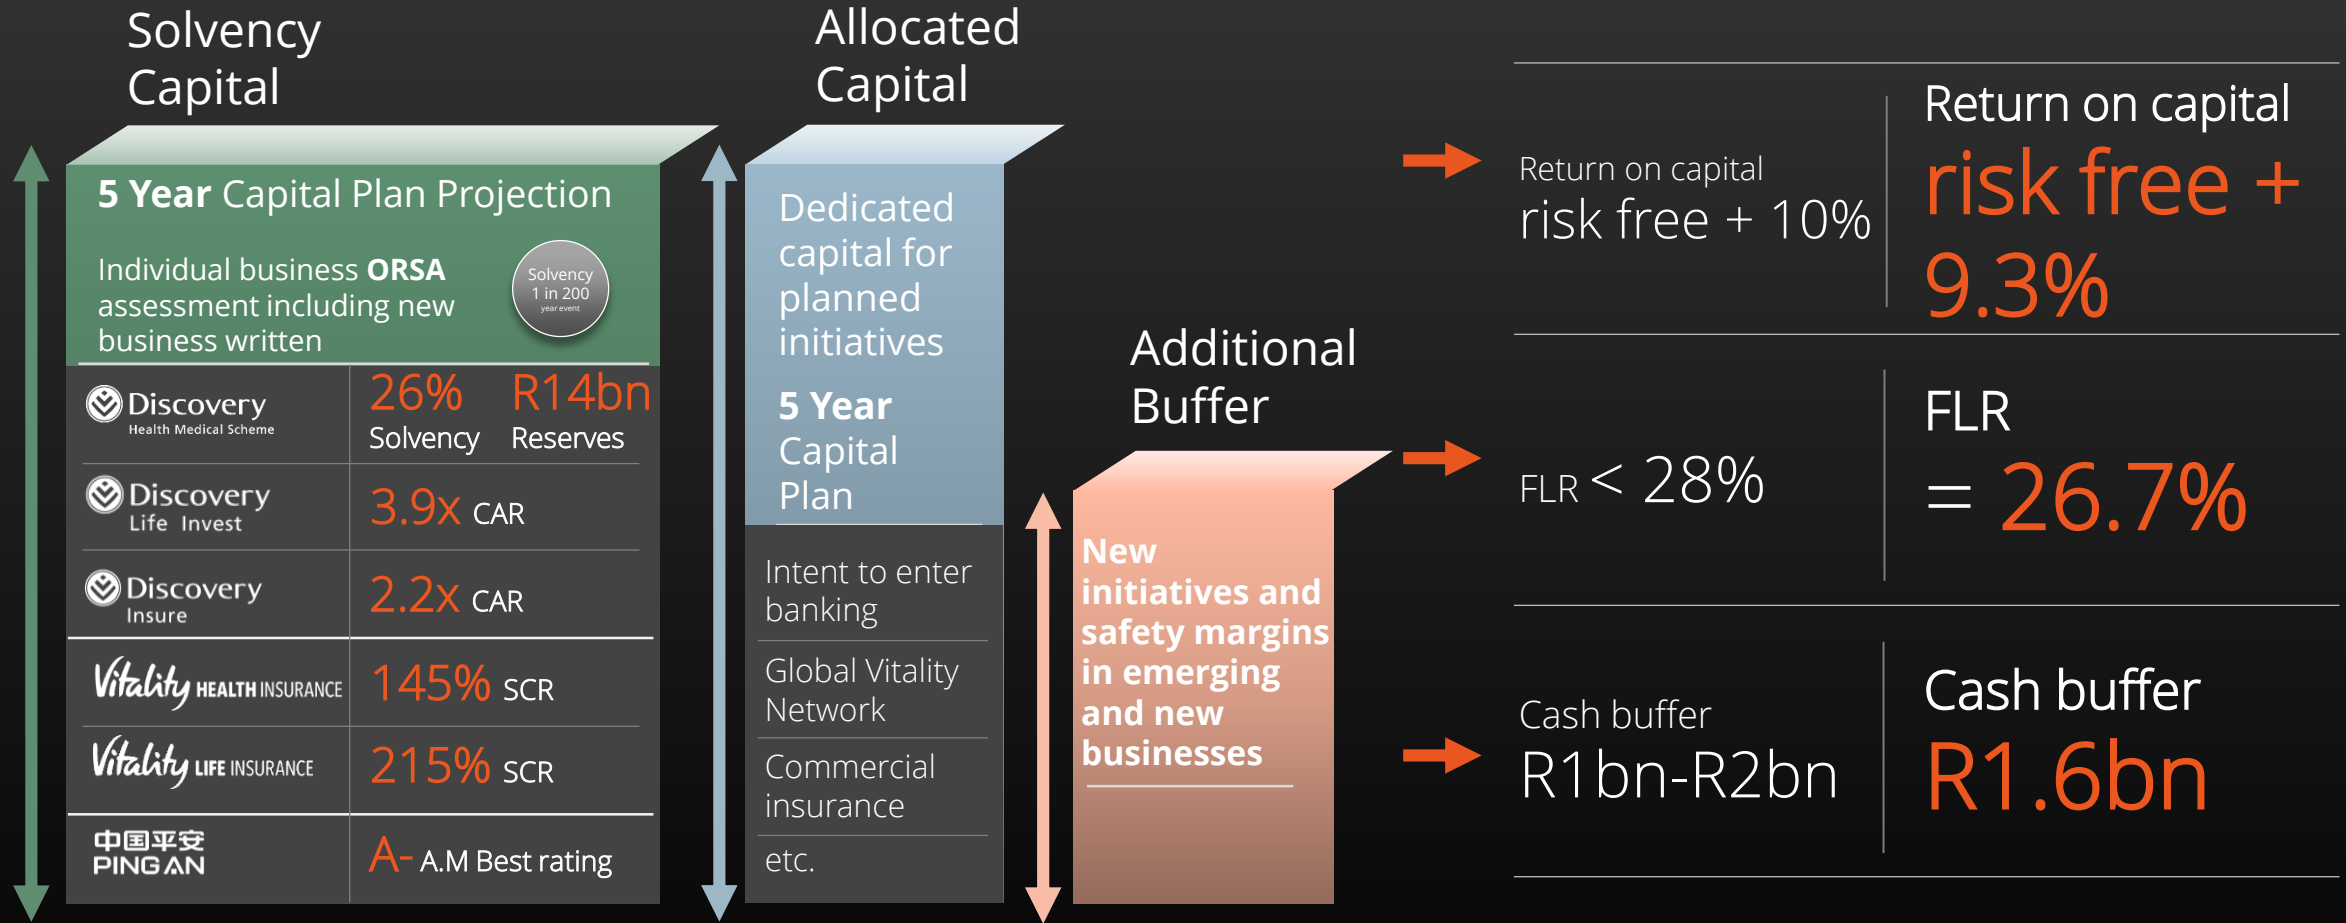 Solvency
Capital
5 Year Capital Plan Projection
Individual business ORSA
assessment including new
business written
Solvency
1 in 200
year event
Discovery
Health Medical Scheme
26% R14bn
Solvency Reserves
Discovery
Life Invest
3.9x CAR
Discovery
Insure
2.2x CAR
Vitality HEALTH INSURANCE
145% SCR
Vitality LIFE INSURANCE
215% SCR
中国平安
PING AN
A- A.M Best rating
Allocated
Capital
Dedicated
capital for
planned
initiatives
5 Year
Capital
Plan
Intent to enter
banking
Global Vitality
Network
Commercial
insurance
etc.
Additional
Buffer
New
initiatives and
safety margins
in emerging
and new
businesses
Return on capital
risk free + 10%
Return on capital
risk free +
9.3%
FLR < 28%
FLR
= 26.7%
Cash buffer
R1bn-R2bn
Cash buffer
R1.6bn